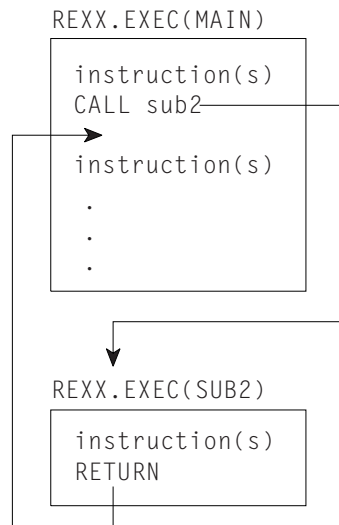 REXX.EXEC(MAIN)
instruction(s)
CALL sub2
instruction(s)
.
.
.
REXX.EXEC(SUB2)
instruction(s)
RETURN